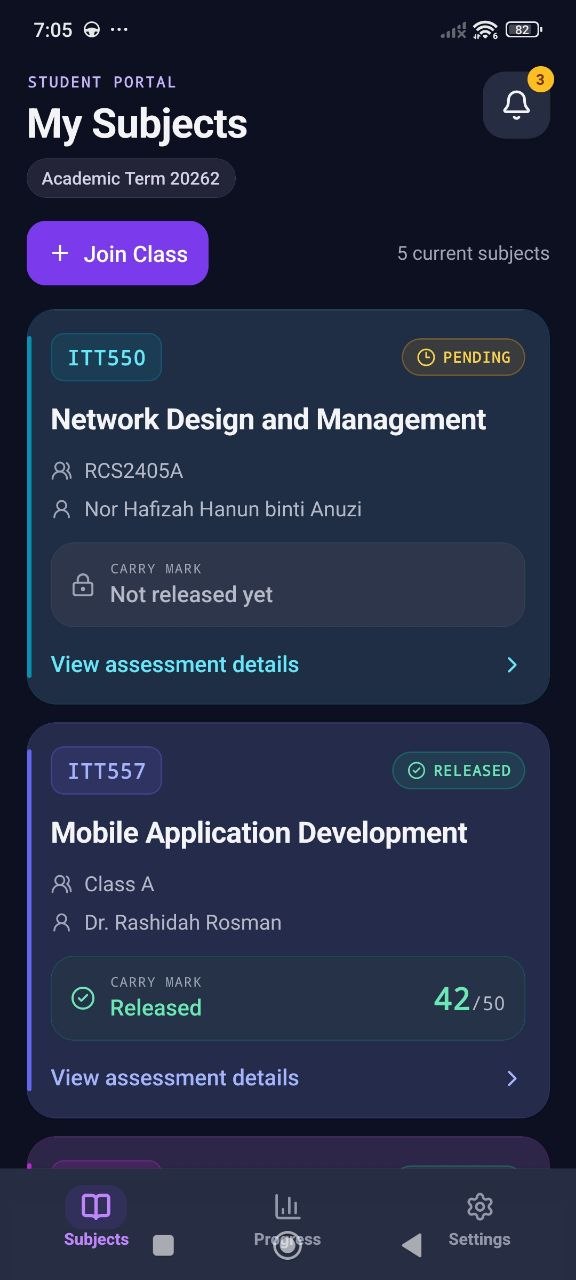 7:05
82
STUDENT PORTAL
3
My Subjects
Academic Term 20262
+ Join Class
5 current subjects
ITT550
PENDING
Network Design and Management
RCS2405A
Nor Hafizah Hanun binti Anuzi
CARRY MARK
Not released yet
View assessment details
ITT557
RELEASED
Mobile Application Development
Class A
Dr. Rashidah Rosman
CARRY MARK
Released
42/50
View assessment details
Subjects
Progress
Settings